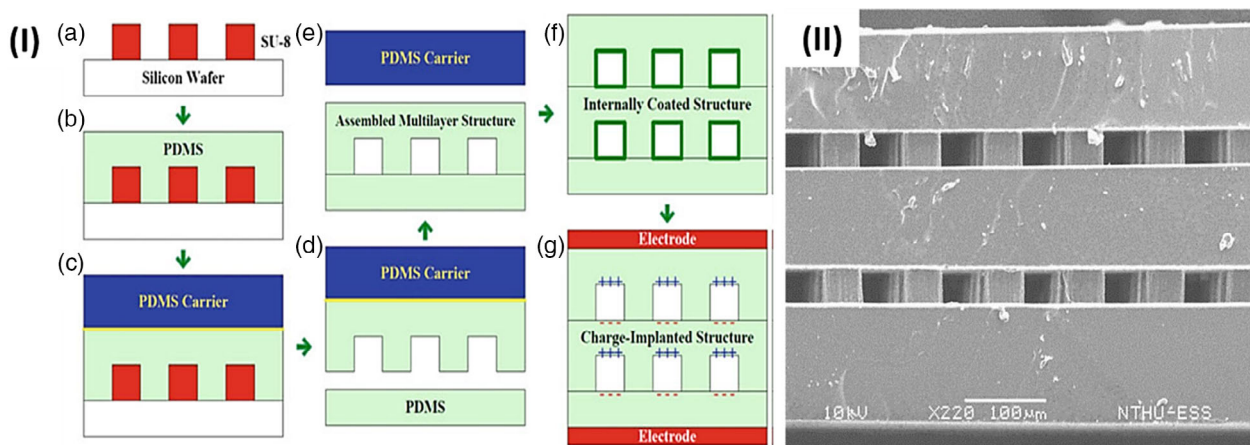 (I)
(a)
SU-8
Silicon Wafer
(b)
PDMS
(c)
PDMS Carrier
(d)
PDMS Carrier
PDMS
(e)
PDMS Carrier
Assembled Multilayer Structure
(f)
Internally Coated Structure
(g)
Electrode
+++ +++ +++
--- --- ---
Charge-Implanted Structure
+++ +++ +++
--- --- ---
Electrode
(II)
10kV X220 100μm NTHU-ESS